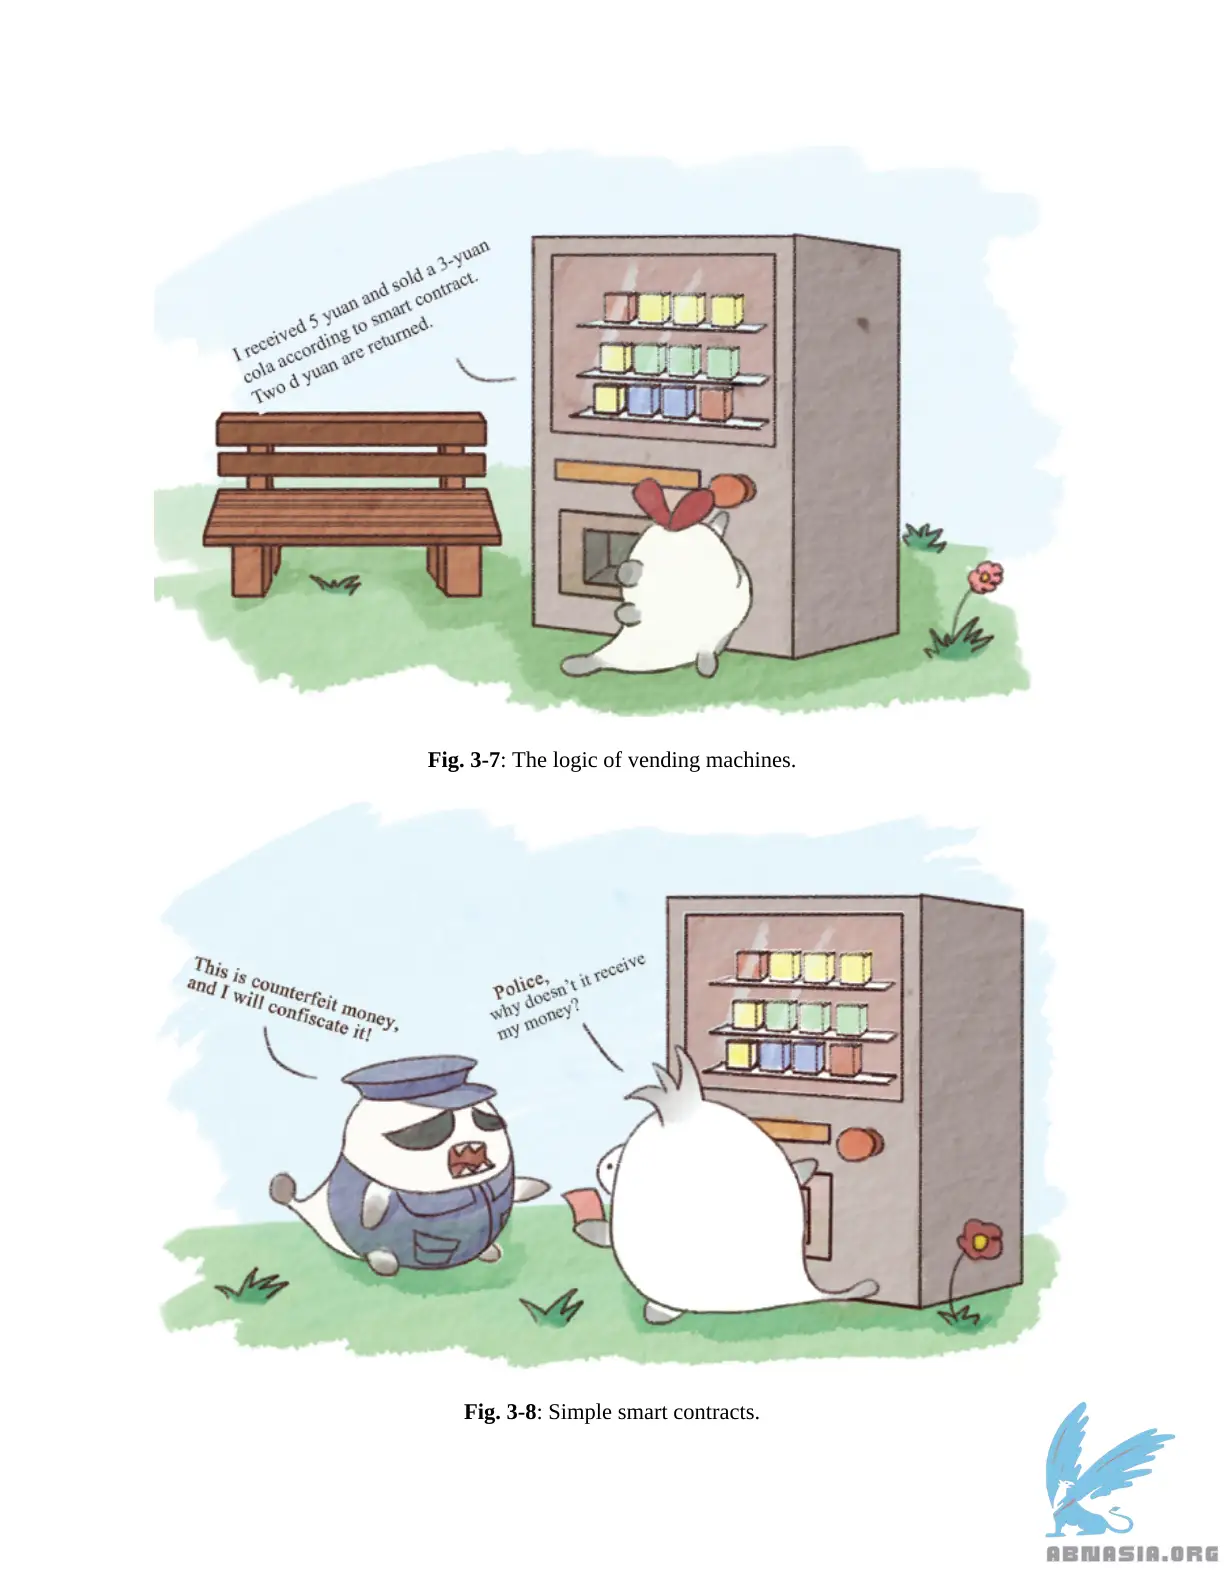 I received 5 yuan and sold a 3-yuan
cola according to smart contract.
Two d yuan are returned.
Fig. 3-7: The logic of vending machines.
This is counterfeit money,
and I will confiscate it!
Police,
why doesn't it receive
my money?
Fig. 3-8: Simple smart contracts.
ABNASIA.ORG